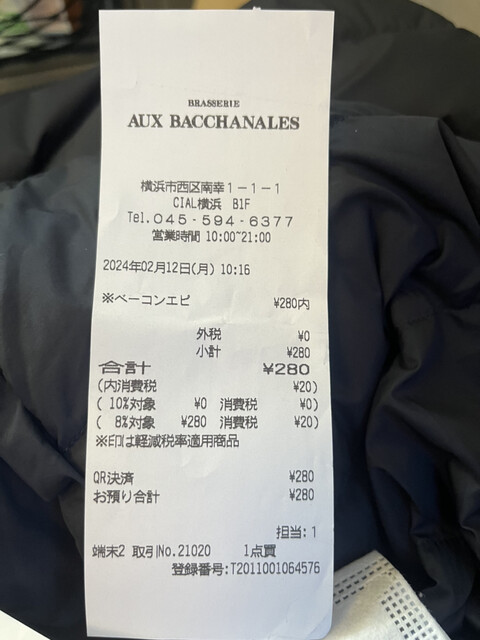 BRASSERIE
AUX BACCHANALES
横浜市西区南幸1-1-1
CIAL横浜 B1F
Tel.045-594-6377
営業時間 10:00~21:00
2024年02月12日(月) 10:16
※ベーコンエピ ¥280内
外税 ¥0
小計 ¥280
合計 ¥280
(内消費税 ¥20)
( 10%対象 ¥0 消費税 ¥0)
( 8%対象 ¥280 消費税 ¥20)
※印は軽減税率適用商品
QR決済 ¥280
お預り合計 ¥280
担当:1
端末2 取引No.21020 1点買
登録番号:T2011001064576